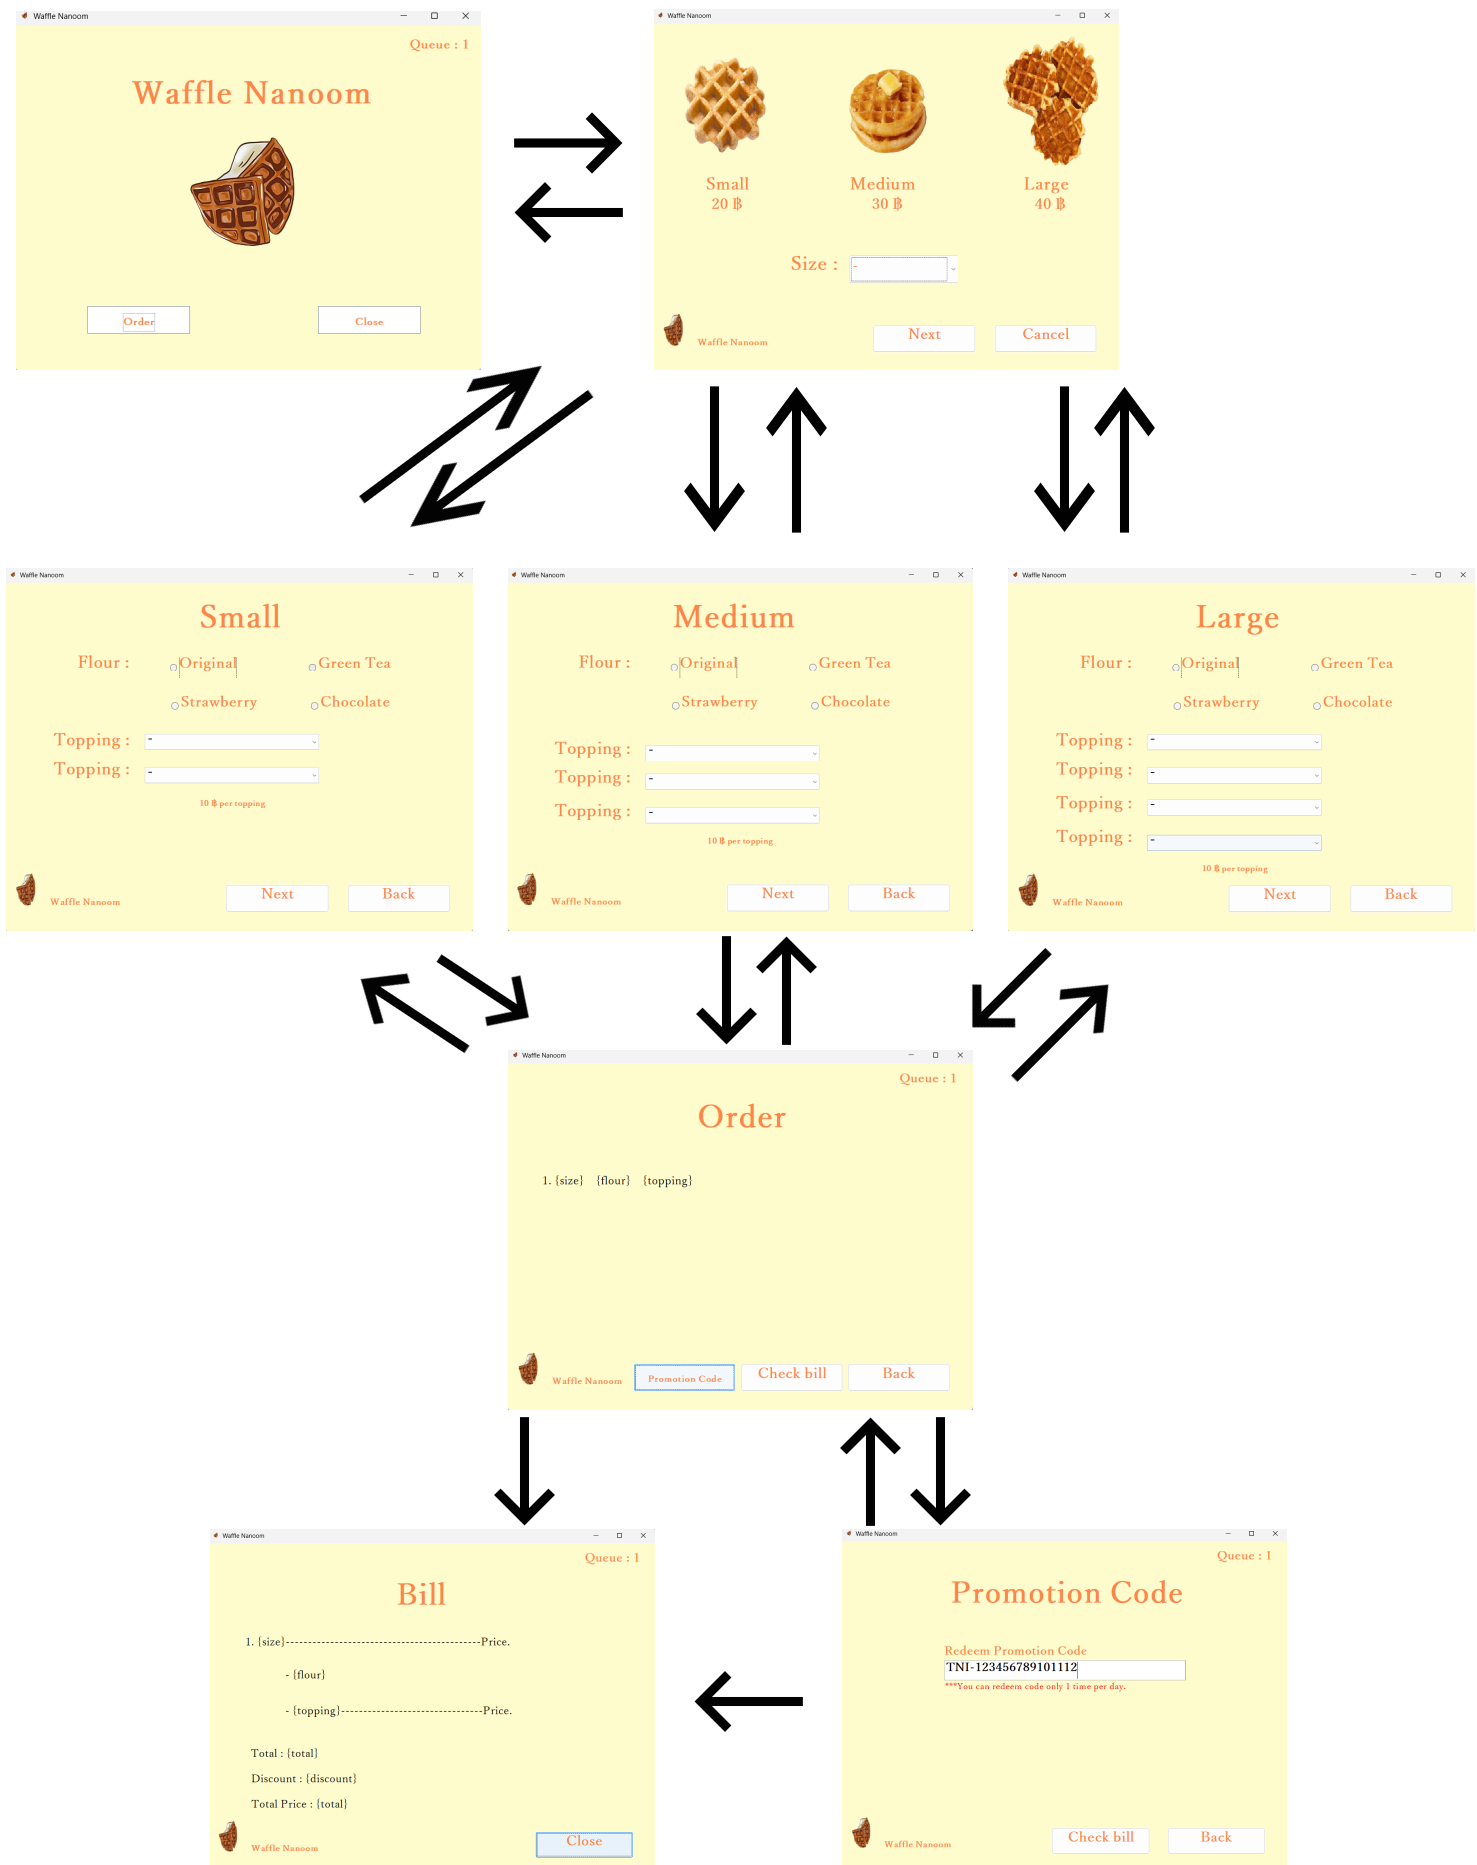 Waffle Nanoom
Queue : 1
Waffle Nanoom
Order
Close
Waffle Nanoom
Small
20 ฿
Medium
30 ฿
Large
40 ฿
Size :
-
Waffle Nanoom
Next
Cancel
Waffle Nanoom
Small
Flour :
Original
Green Tea
Strawberry
Chocolate
Topping :
-
Topping :
-
10 ฿ per topping
Waffle Nanoom
Next
Back
Waffle Nanoom
Medium
Flour :
Original
Green Tea
Strawberry
Chocolate
Topping :
-
Topping :
-
Topping :
-
10 ฿ per topping
Waffle Nanoom
Next
Back
Waffle Nanoom
Large
Flour :
Original
Green Tea
Strawberry
Chocolate
Topping :
-
Topping :
-
Topping :
-
Topping :
-
10 ฿ per topping
Waffle Nanoom
Next
Back
Waffle Nanoom
Queue : 1
Order
1. {size} {flour} {topping}
Waffle Nanoom
Promotion Code
Check bill
Back
Waffle Nanoom
Queue : 1
Bill
1. {size}--------------------------------------------Price.
- {flour}
- {topping}--------------------------------Price.
Total : {total}
Discount : {discount}
Total Price : {total}
Waffle Nanoom
Close
Waffle Nanoom
Queue : 1
Promotion Code
Redeem Promotion Code
TNI-123456789101112
***You can redeem code only 1 time per day.
Waffle Nanoom
Check bill
Back